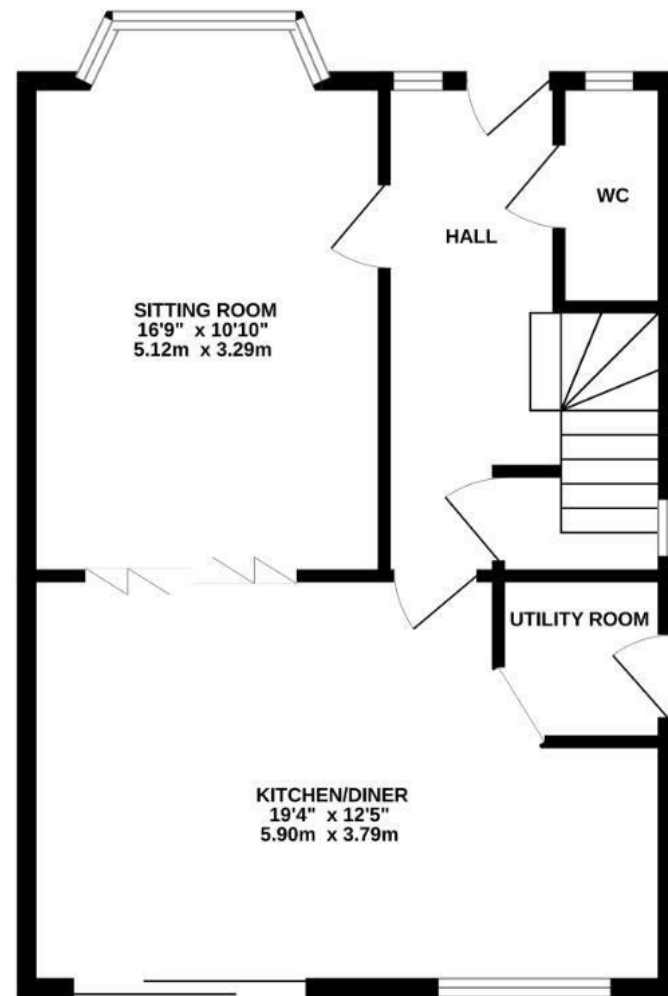 WC
HALL
SITTING ROOM
16'9" x 10'10"
5.12m x 3.29m
UTILITY ROOM
KITCHEN/DINER
19'4" x 12'5"
5.90m x 3.79m